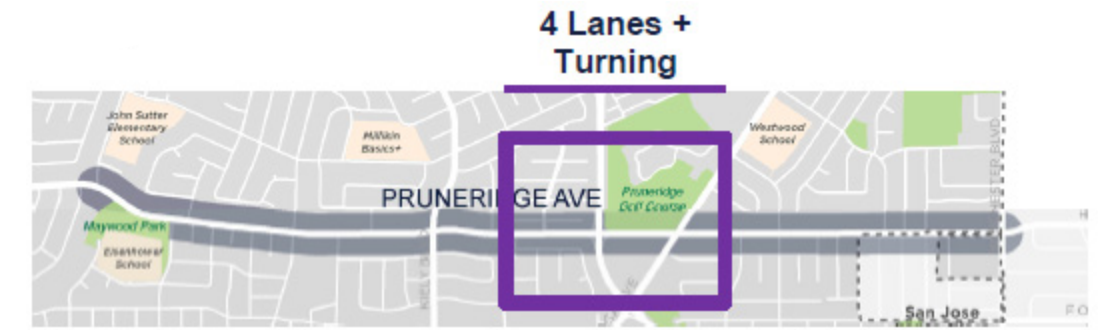 4 Lanes +
Turning
John Sutter
Elementary
School
Millikin
Basics+
Westwood
School
PRUNERIDGE AVE
Pruneridge
Golf Course
Maywood Park
Eisenhower
School
San Jose